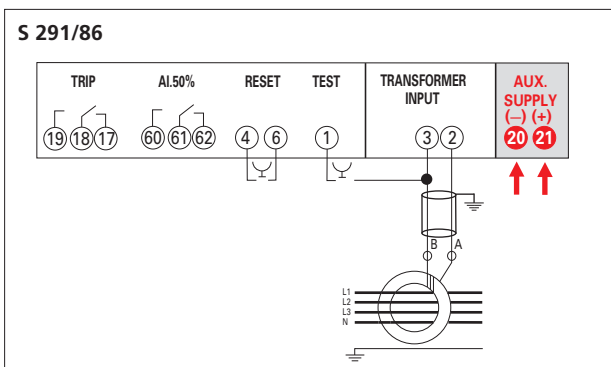 S 291/86
TRIP AI.50% RESET TEST TRANSFORMER INPUT AUX. SUPPLY
(–) (+)
19 18 17 60 61 62 4 6 1 3 2 20 21
B A
L1
L2
L3
N